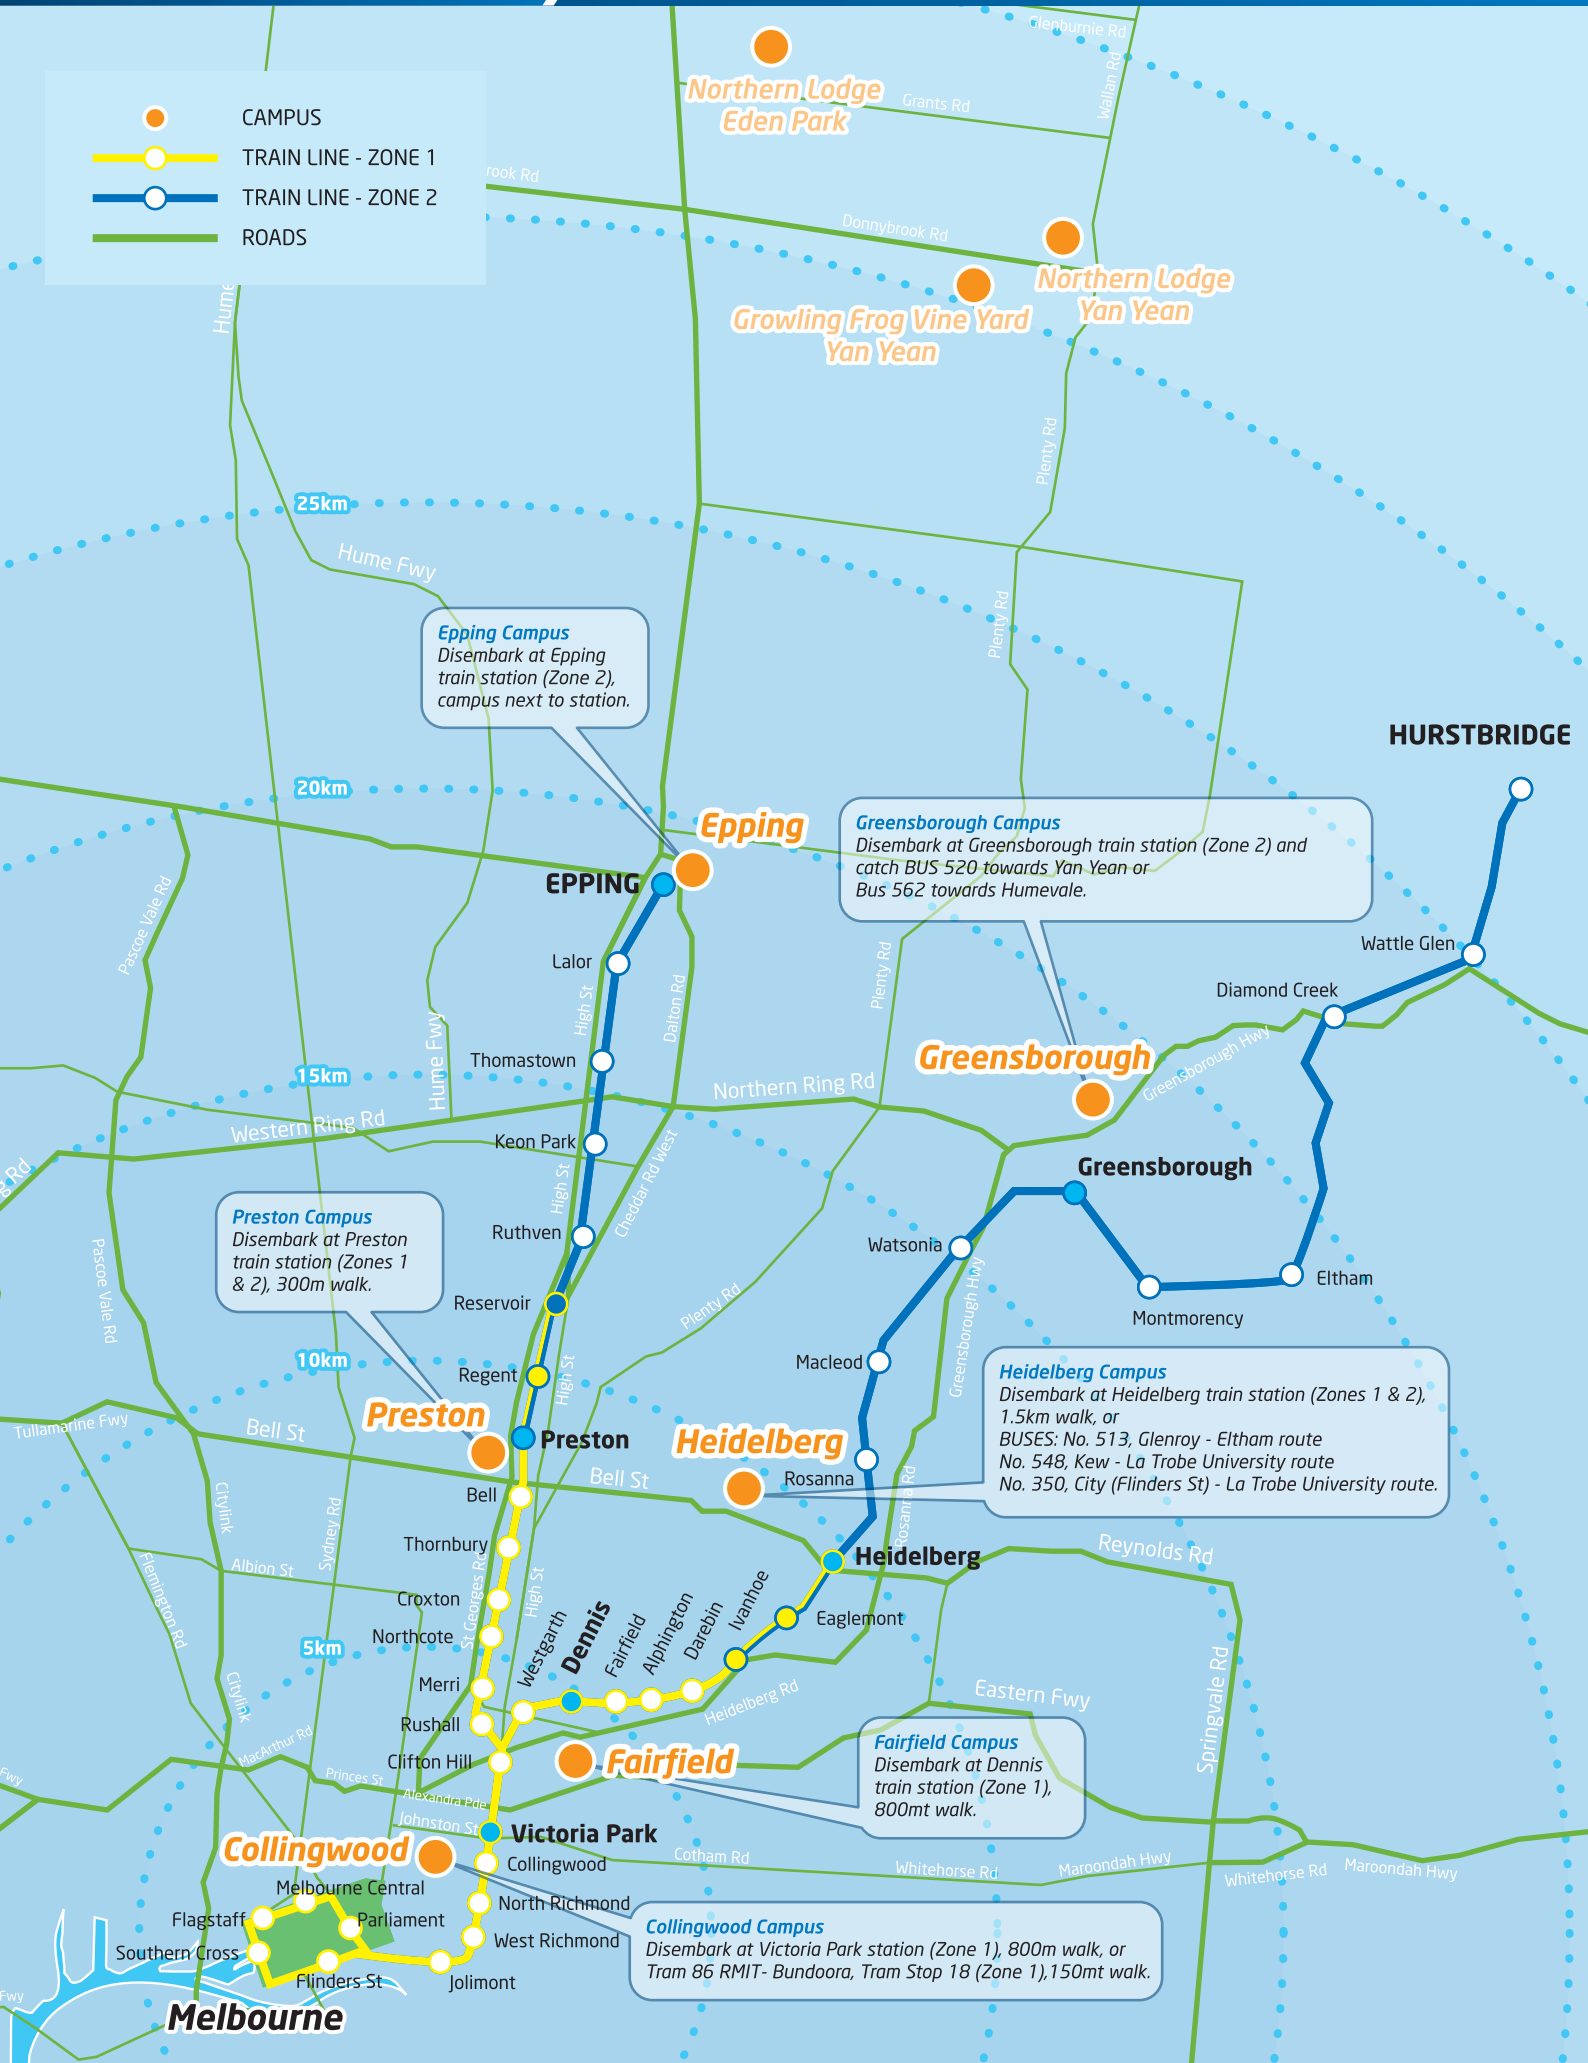 Glenburnie Rd
Wallan Rd
Northern Lodge
Eden Park
Grants Rd
CAMPUS
TRAIN LINE - ZONE 1
TRAIN LINE - ZONE 2
ROADS
rook Rd
Donnybrook Rd
Northern Lodge
Yan Yean
Growling Frog Vine Yard
Yan Yean
Hume
Plenty Rd
25km
Hume Fwy
Plenty Rd
Epping Campus
Disembark at Epping
train station (Zone 2),
campus next to station.
HURSTBRIDGE
20km
Epping
EPPING
Greensborough Campus
Disembark at Greensborough train station (Zone 2) and
catch BUS 520 towards Yan Yean or
Bus 562 towards Humevale.
Pascoe Vale Rd
Wattle Glen
Lalor
Plenty Rd
Diamond Creek
High St
Dalton Rd
Hume Fwy
Thomastown
Greensborough
Greensborough Hwy
15km
Northern Ring Rd
Western Ring Rd
Keon Park
g Rd
Cheddar Rd West
High St
Greensborough
Preston Campus
Disembark at Preston
train station (Zones 1
& 2), 300m walk.
Ruthven
Watsonia
Pascoe Vale Rd
Eltham
Greensborough Hwy
Reservoir
Plenty Rd
Montmorency
10km
Regent
High St
Macleod
Heidelberg Campus
Disembark at Heidelberg train station (Zones 1 & 2),
1.5km walk, or
BUSES: No. 513, Glenroy - Eltham route
No. 548, Kew - La Trobe University route
No. 350, City (Flinders St) - La Trobe University route.
Preston
Tullamarine Fwy
Bell St
Preston
Heidelberg
Bell St
Rosanna
Rosanna Rd
Bell
Citylink
Sydney Rd
Thornbury
Reynolds Rd
Heidelberg
Albion St
Flemington Rd
Croxton
St Georges Rd
High St
Ivanhoe
Eaglemont
Northcote
5km
Westgarth
Dennis
Fairfield
Alphington
Darebin
Merri
Citylink
Heidelberg Rd
Eastern Fwy
Springvale Rd
Rushall
MacArthur Rd
Clifton Hill
Fairfield
Fairfield Campus
Disembark at Dennis
train station (Zone 1),
800mt walk.
Fwy
Princes St
Alexandra Pde
Johnston St
Victoria Park
Collingwood
Cotham Rd
Collingwood
Whitehorse Rd
Maroondah Hwy
Whitehorse Rd
Maroondah Hwy
Melbourne Central
North Richmond
Flagstaff
Parliament
Collingwood Campus
Disembark at Victoria Park station (Zone 1), 800m walk, or
Tram 86 RMIT- Bundoora, Tram Stop 18 (Zone 1),150mt walk.
West Richmond
Southern Cross
Flinders St
Jolimont
Fwy
Melbourne